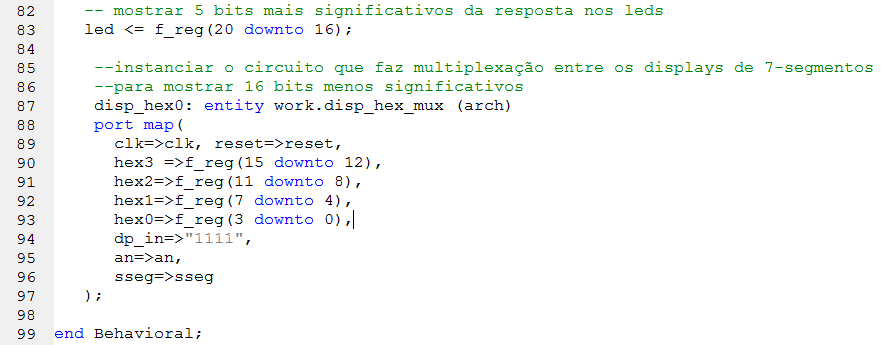 82 -- mostrar 5 bits mais significativos da resposta nos leds
83 led <= f_reg(20 downto 16);
84
85 --instanciar o circuito que faz multiplexação entre os displays de 7-segmentos
86 --para mostrar 16 bits menos significativos
87 disp_hex0: entity work.disp_hex_mux (arch)
88 port map(
89 clk=>clk, reset=>reset,
90 hex3 =>f_reg(15 downto 12),
91 hex2=>f_reg(11 downto 8),
92 hex1=>f_reg(7 downto 4),
93 hex0=>f_reg(3 downto 0),
94 dp_in=>"1111",
95 an=>an,
96 sseg=>sseg
97 );
98
99 end Behavioral;